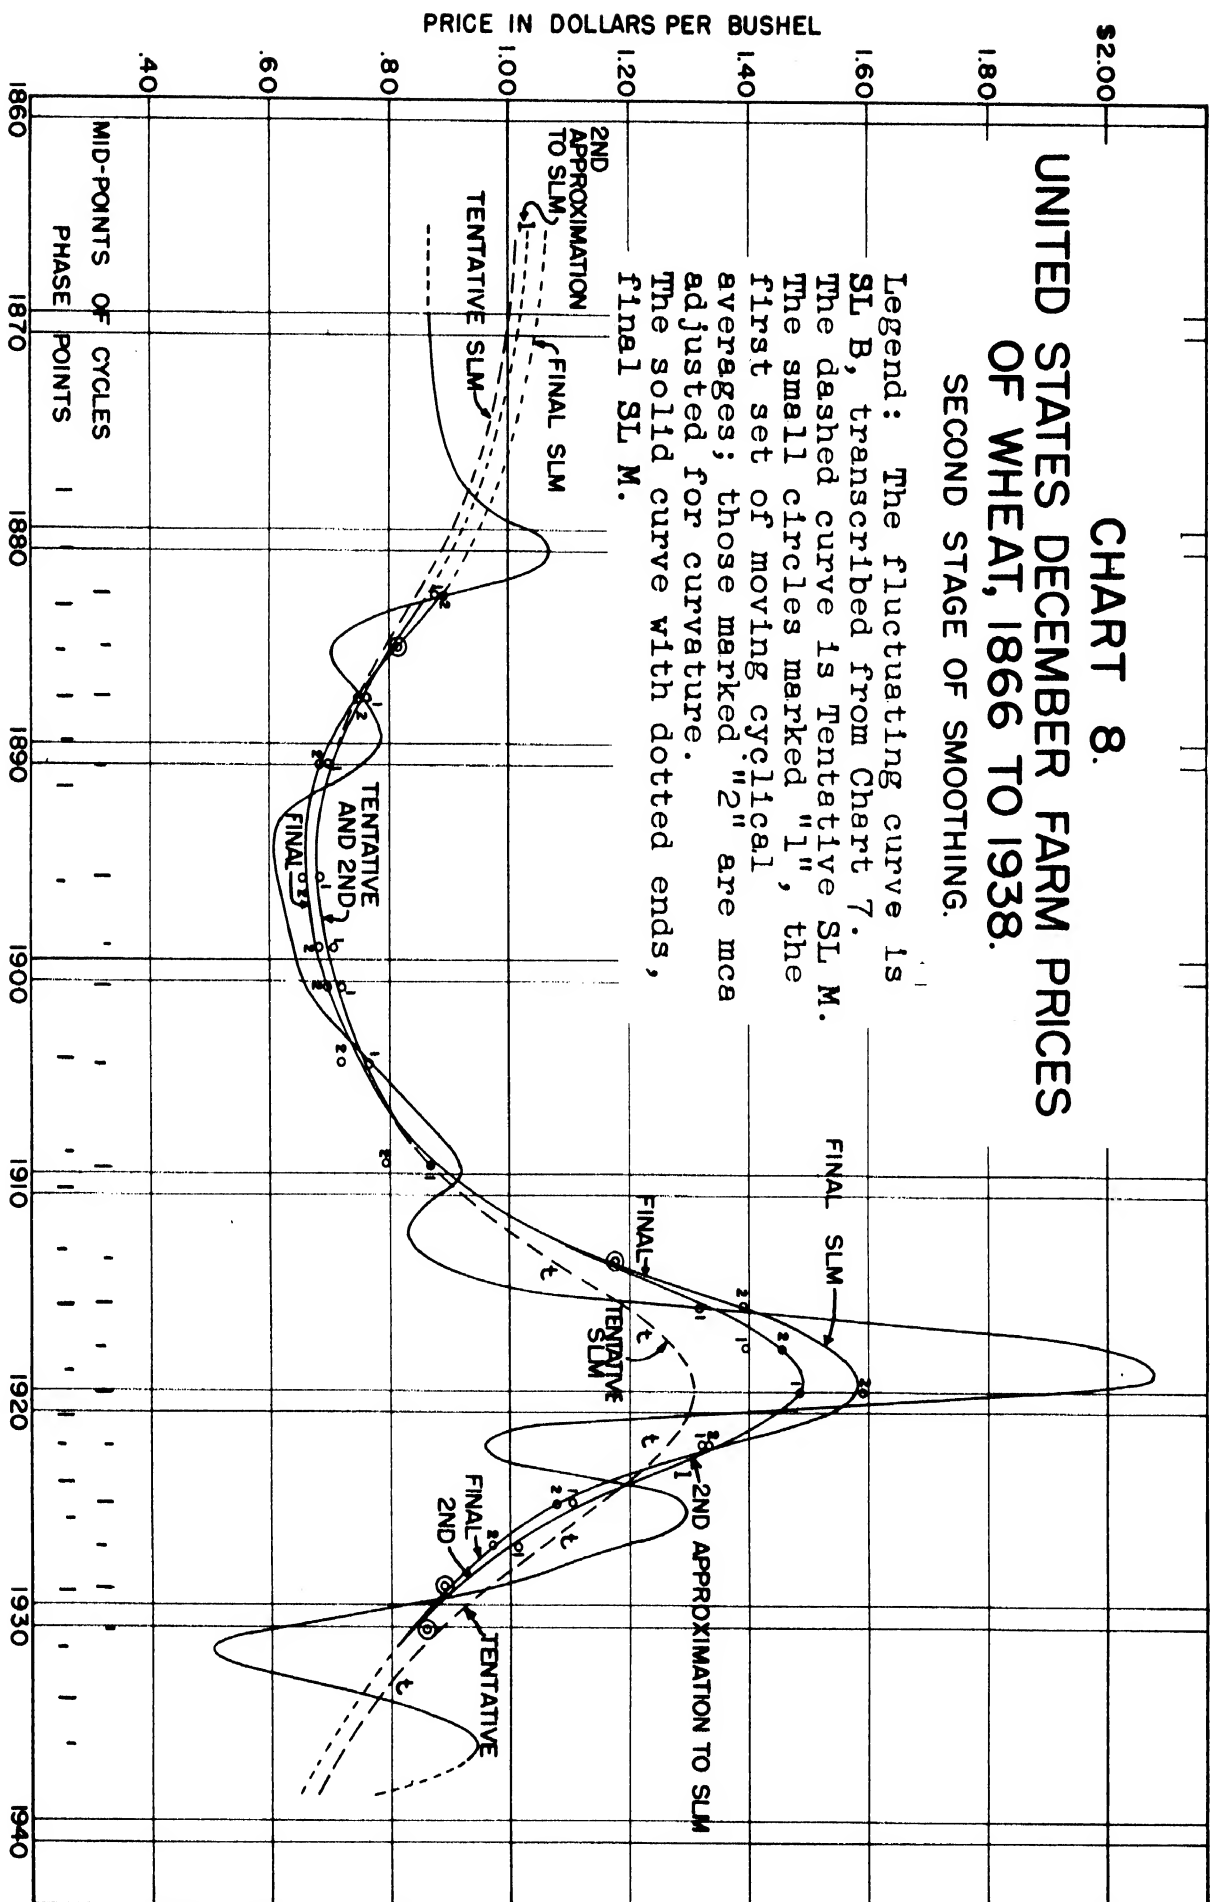 CHART 8.
UNITED STATES DECEMBER FARM PRICES
OF WHEAT, 1866 TO 1938.
SECOND STAGE OF SMOOTHING.
Legend: The fluctuating curve is
SL B, transcribed from Chart 7.
The dashed curve is Tentative SL M.
The small circles marked "1", the
first set of moving cyclical
averages; those marked "2" are mca
adjusted for curvature.
The solid curve with dotted ends,
final SL M.
PRICE IN DOLLARS PER BUSHEL
$2.00
1.80
1.60
1.40
1.20
1.00
.80
.60
.40
2ND
APPROXIMATION
TO SLM
FINAL SLM
TENTATIVE SLM
TENTATIVE
AND 2ND
FINAL
FINAL SLM
FINAL
TENTATIVE
SLM
2ND APPROXIMATION TO SLM
FINAL
2ND
TENTATIVE
t
t
t
t
t
MID-POINTS OF CYCLES
PHASE POINTS
1860
1870
1880
1890
1900
1910
1920
1930
1940